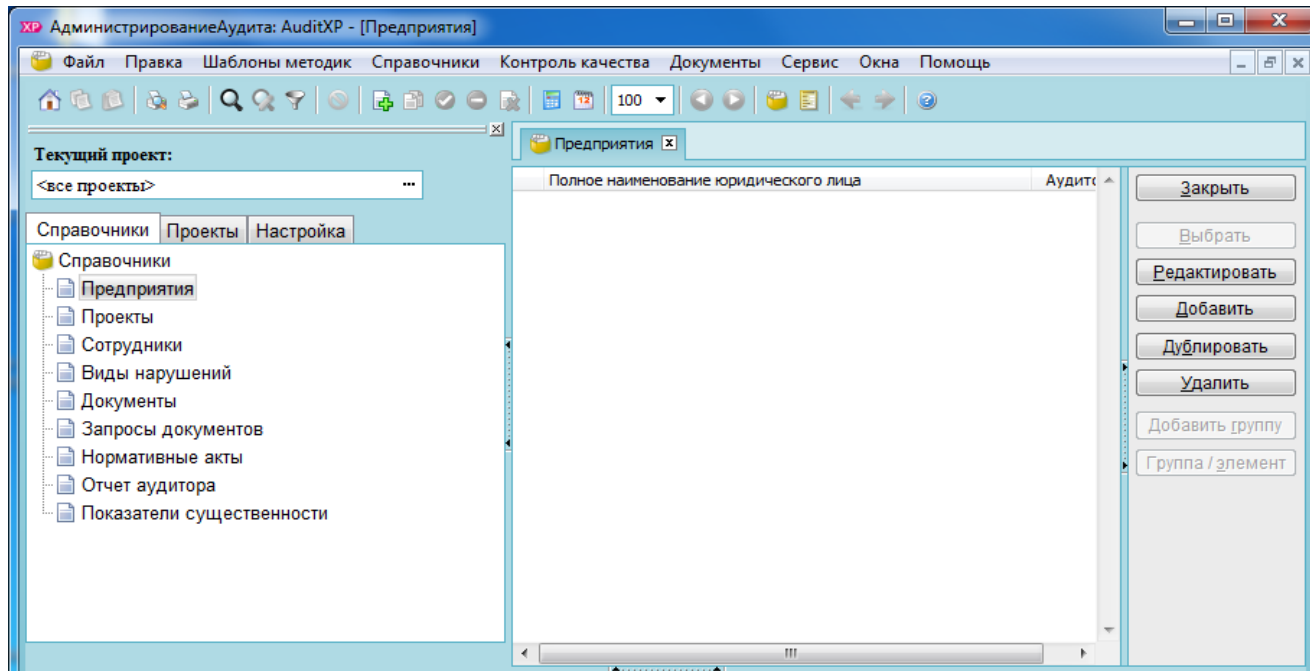 XP АдминистрированиеАудита: AuditXP - [Предприятия]
Файл Правка Шаблоны методик Справочники Контроль качества Документы Сервис Окна Помощь
12 100
Текущий проект:
<все проекты>
Справочники Проекты Настройка
Справочники
Предприятия
Проекты
Сотрудники
Виды нарушений
Документы
Запросы документов
Нормативные акты
Отчет аудитора
Показатели существенности
Предприятия
Полное наименование юридического лица Аудито
Закрыть
Выбрать
Редактировать
Добавить
Дублировать
Удалить
Добавить группу
Группа / элемент